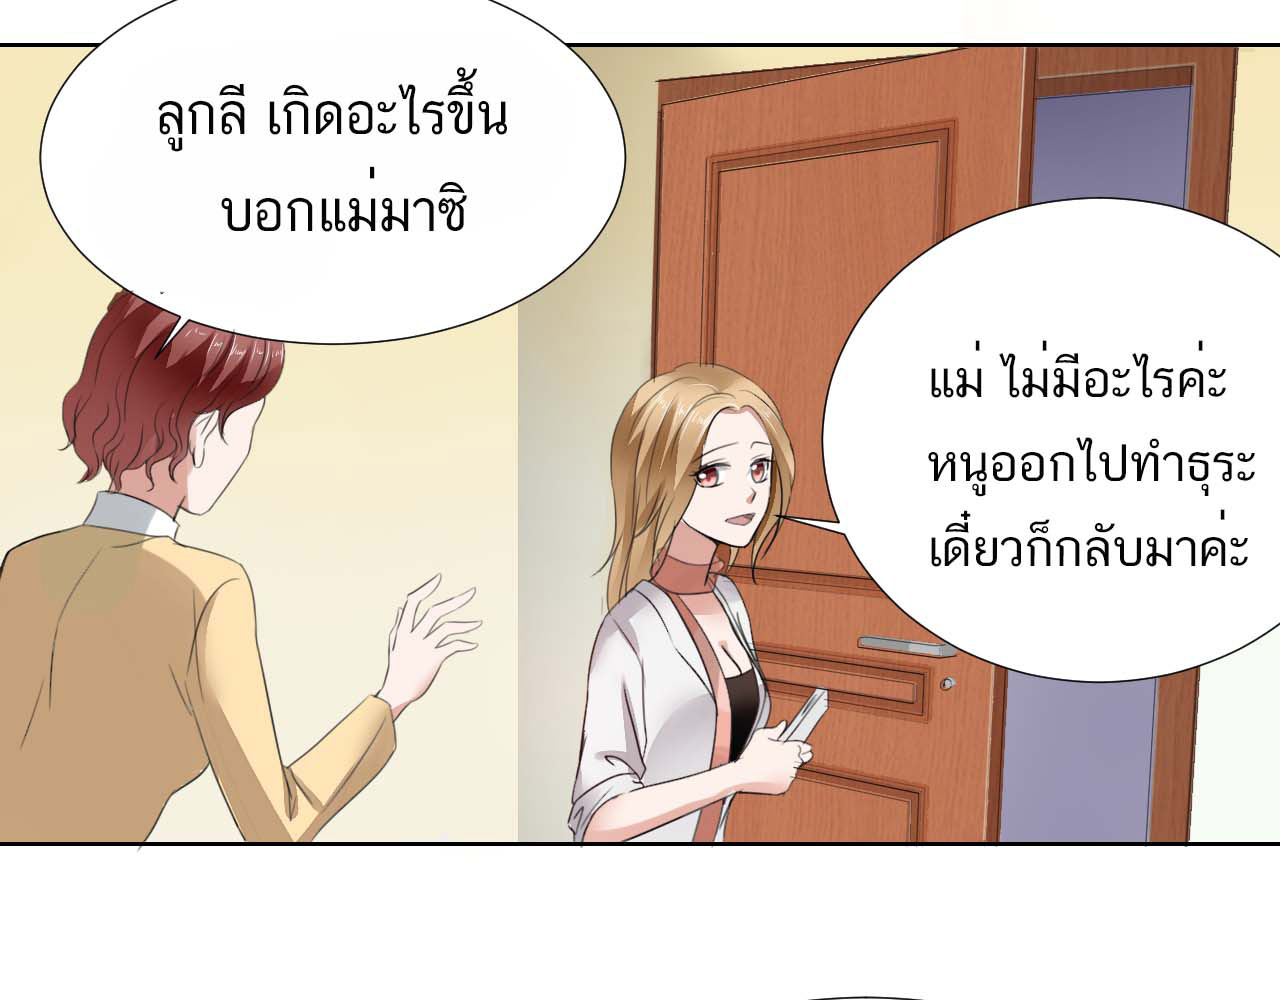 ลูกลี เกิดอะไรขึ้น
บอกแม่มาซิ
แม่ ไม่มีอะไรค่ะ
หนูออกไปทำธุระ
เดี๋ยวก็กลับมาค่ะ